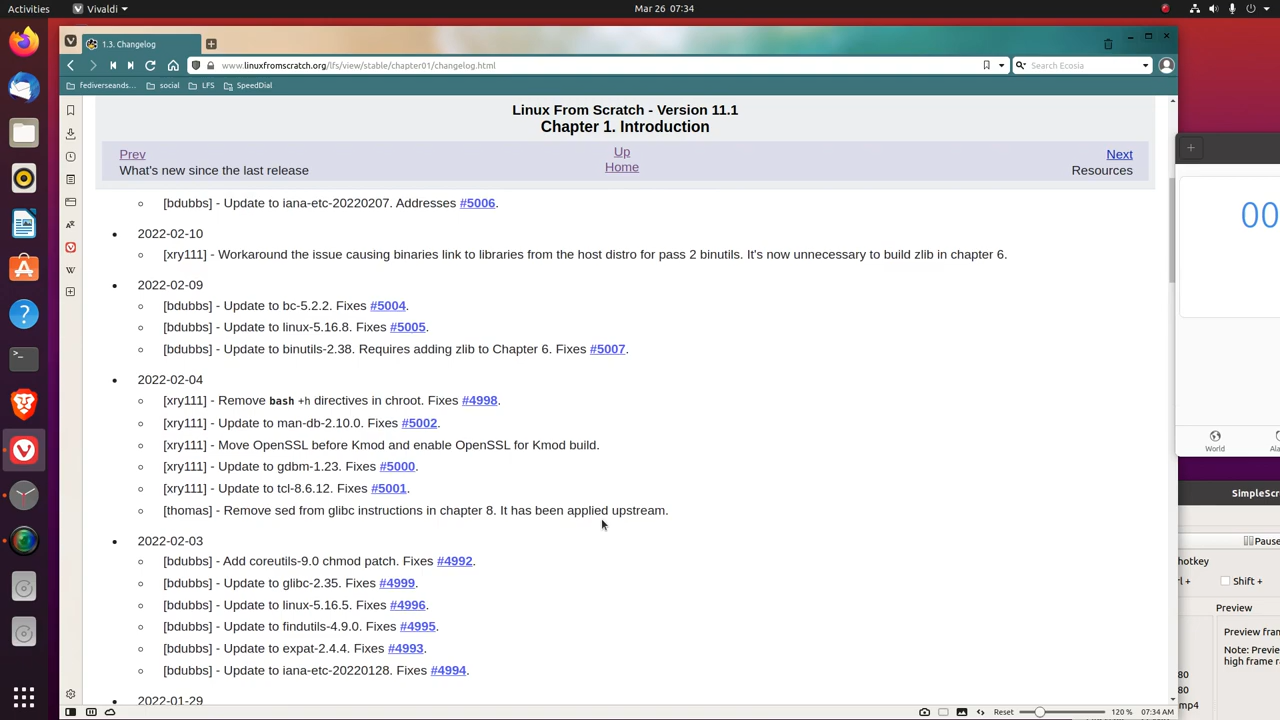 Activities
Vivaldi
Mar 26 07:34
1.3. Changelog
www.linuxfromscratch.org/lfs/view/stable/chapter01/changelog.html
Search Ecosia
fediverseands...
social
LFS
SpeedDial
Linux From Scratch - Version 11.1
Chapter 1. Introduction
Prev
What's new since the last release
Up
Home
Next
Resources
[bdubbs] - Update to iana-etc-20220207. Addresses #5006.
2022-02-10
[xry111] - Workaround the issue causing binaries link to libraries from the host distro for pass 2 binutils. It's now unnecessary to build zlib in chapter 6.
2022-02-09
[bdubbs] - Update to bc-5.2.2. Fixes #5004.
[bdubbs] - Update to linux-5.16.8. Fixes #5005.
[bdubbs] - Update to binutils-2.38. Requires adding zlib to Chapter 6. Fixes #5007.
2022-02-04
[xry111] - Remove bash +h directives in chroot. Fixes #4998.
[xry111] - Update to man-db-2.10.0. Fixes #5002.
[xry111] - Move OpenSSL before Kmod and enable OpenSSL for Kmod build.
[xry111] - Update to gdbm-1.23. Fixes #5000.
[xry111] - Update to tcl-8.6.12. Fixes #5001.
[thomas] - Remove sed from glibc instructions in chapter 8. It has been applied upstream.
2022-02-03
[bdubbs] - Add coreutils-9.0 chmod patch. Fixes #4992.
[bdubbs] - Update to glibc-2.35. Fixes #4999.
[bdubbs] - Update to linux-5.16.5. Fixes #4996.
[bdubbs] - Update to findutils-4.9.0. Fixes #4995.
[bdubbs] - Update to expat-2.4.4. Fixes #4993.
[bdubbs] - Update to iana-etc-20220128. Fixes #4994.
2022-01-29
Reset
120 %
07:34 AM
00
World
Ala
SimpleScr
Pause
hotkey
rl +
Shift +
Preview
Preview fram
Note: Previe
high frame r
80
80
mp4